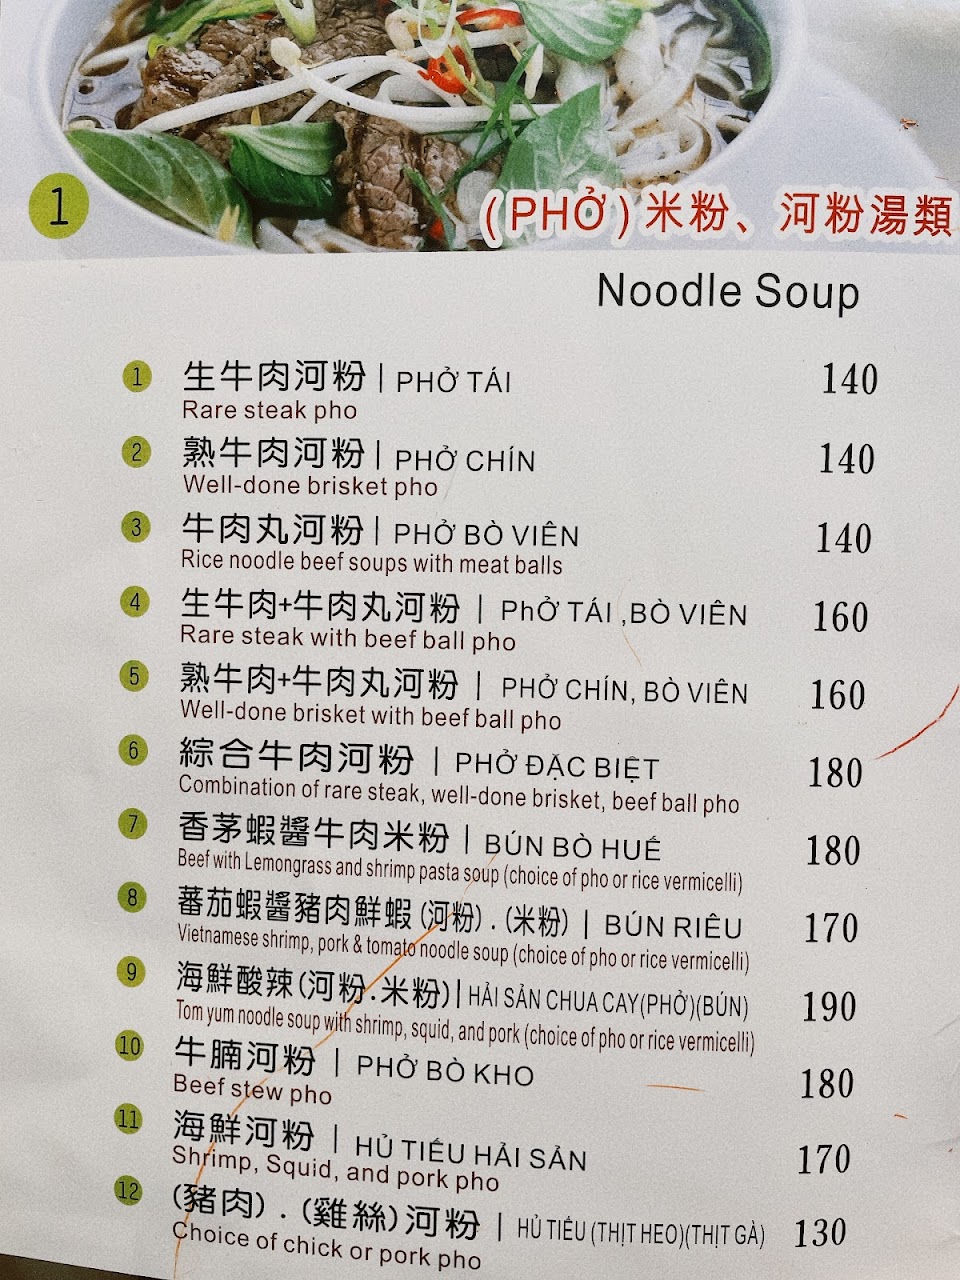 1
(PHỞ) 米粉、河粉湯類
Noodle Soup
1 生牛肉河粉 | PHỞ TÁI 140
Rare steak pho
2 熟牛肉河粉 | PHỞ CHÍN 140
Well-done brisket pho
3 牛肉丸河粉 | PHỞ BÒ VIÊN 140
Rice noodle beef soups with meat balls
4 生牛肉+牛肉丸河粉 | PhỞ TÁI ,BÒ VIÊN 160
Rare steak with beef ball pho
5 熟牛肉+牛肉丸河粉 | PHỞ CHÍN, BÒ VIÊN 160
Well-done brisket with beef ball pho
6 綜合牛肉河粉 | PHỞ ĐẶC BIỆT 180
Combination of rare steak, well-done brisket, beef ball pho
7 香茅蝦醬牛肉米粉 | BÚN BÒ HUẾ 180
Beef with Lemongrass and shrimp pasta soup (choice of pho or rice vermicelli)
8 蕃茄蝦醬豬肉鮮蝦 (河粉) . (米粉) | BÚN RIÊU 170
Vietnamese shrimp, pork & tomato noodle soup (choice of pho or rice vermicelli)
9 海鮮酸辣(河粉.米粉) | HẢI SẢN CHUA CAY(PHỞ)(BÚN) 190
Tom yum noodle soup with shrimp, squid, and pork (choice of pho or rice vermicelli)
10 牛腩河粉 | PHỞ BÒ KHO 180
Beef stew pho
11 海鮮河粉 | HỦ TIẾU HẢI SẢN 170
Shrimp, Squid, and pork pho
12 (豬肉) . (雞絲)河粉 | HỦ TIẾU (THỊT HEO)(THỊT GÀ) 130
Choice of chick or pork pho